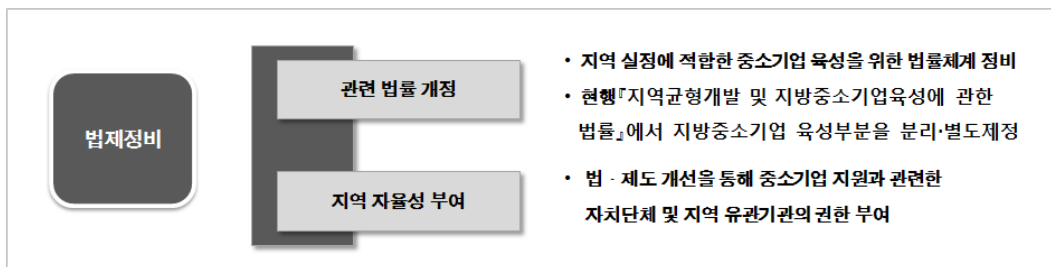 법제정비
관련 법률 개정
지역 자율성 부여
• 지역 실정에 적합한 중소기업 육성을 위한 법률체계 정비
• 현행『지역균형개발 및 지방중소기업육성에 관한
법률』에서 지방중소기업 육성부분을 분리·별도제정
• 법 · 제도 개선을 통해 중소기업 지원과 관련한
자치단체 및 지역 유관기관의 권한 부여